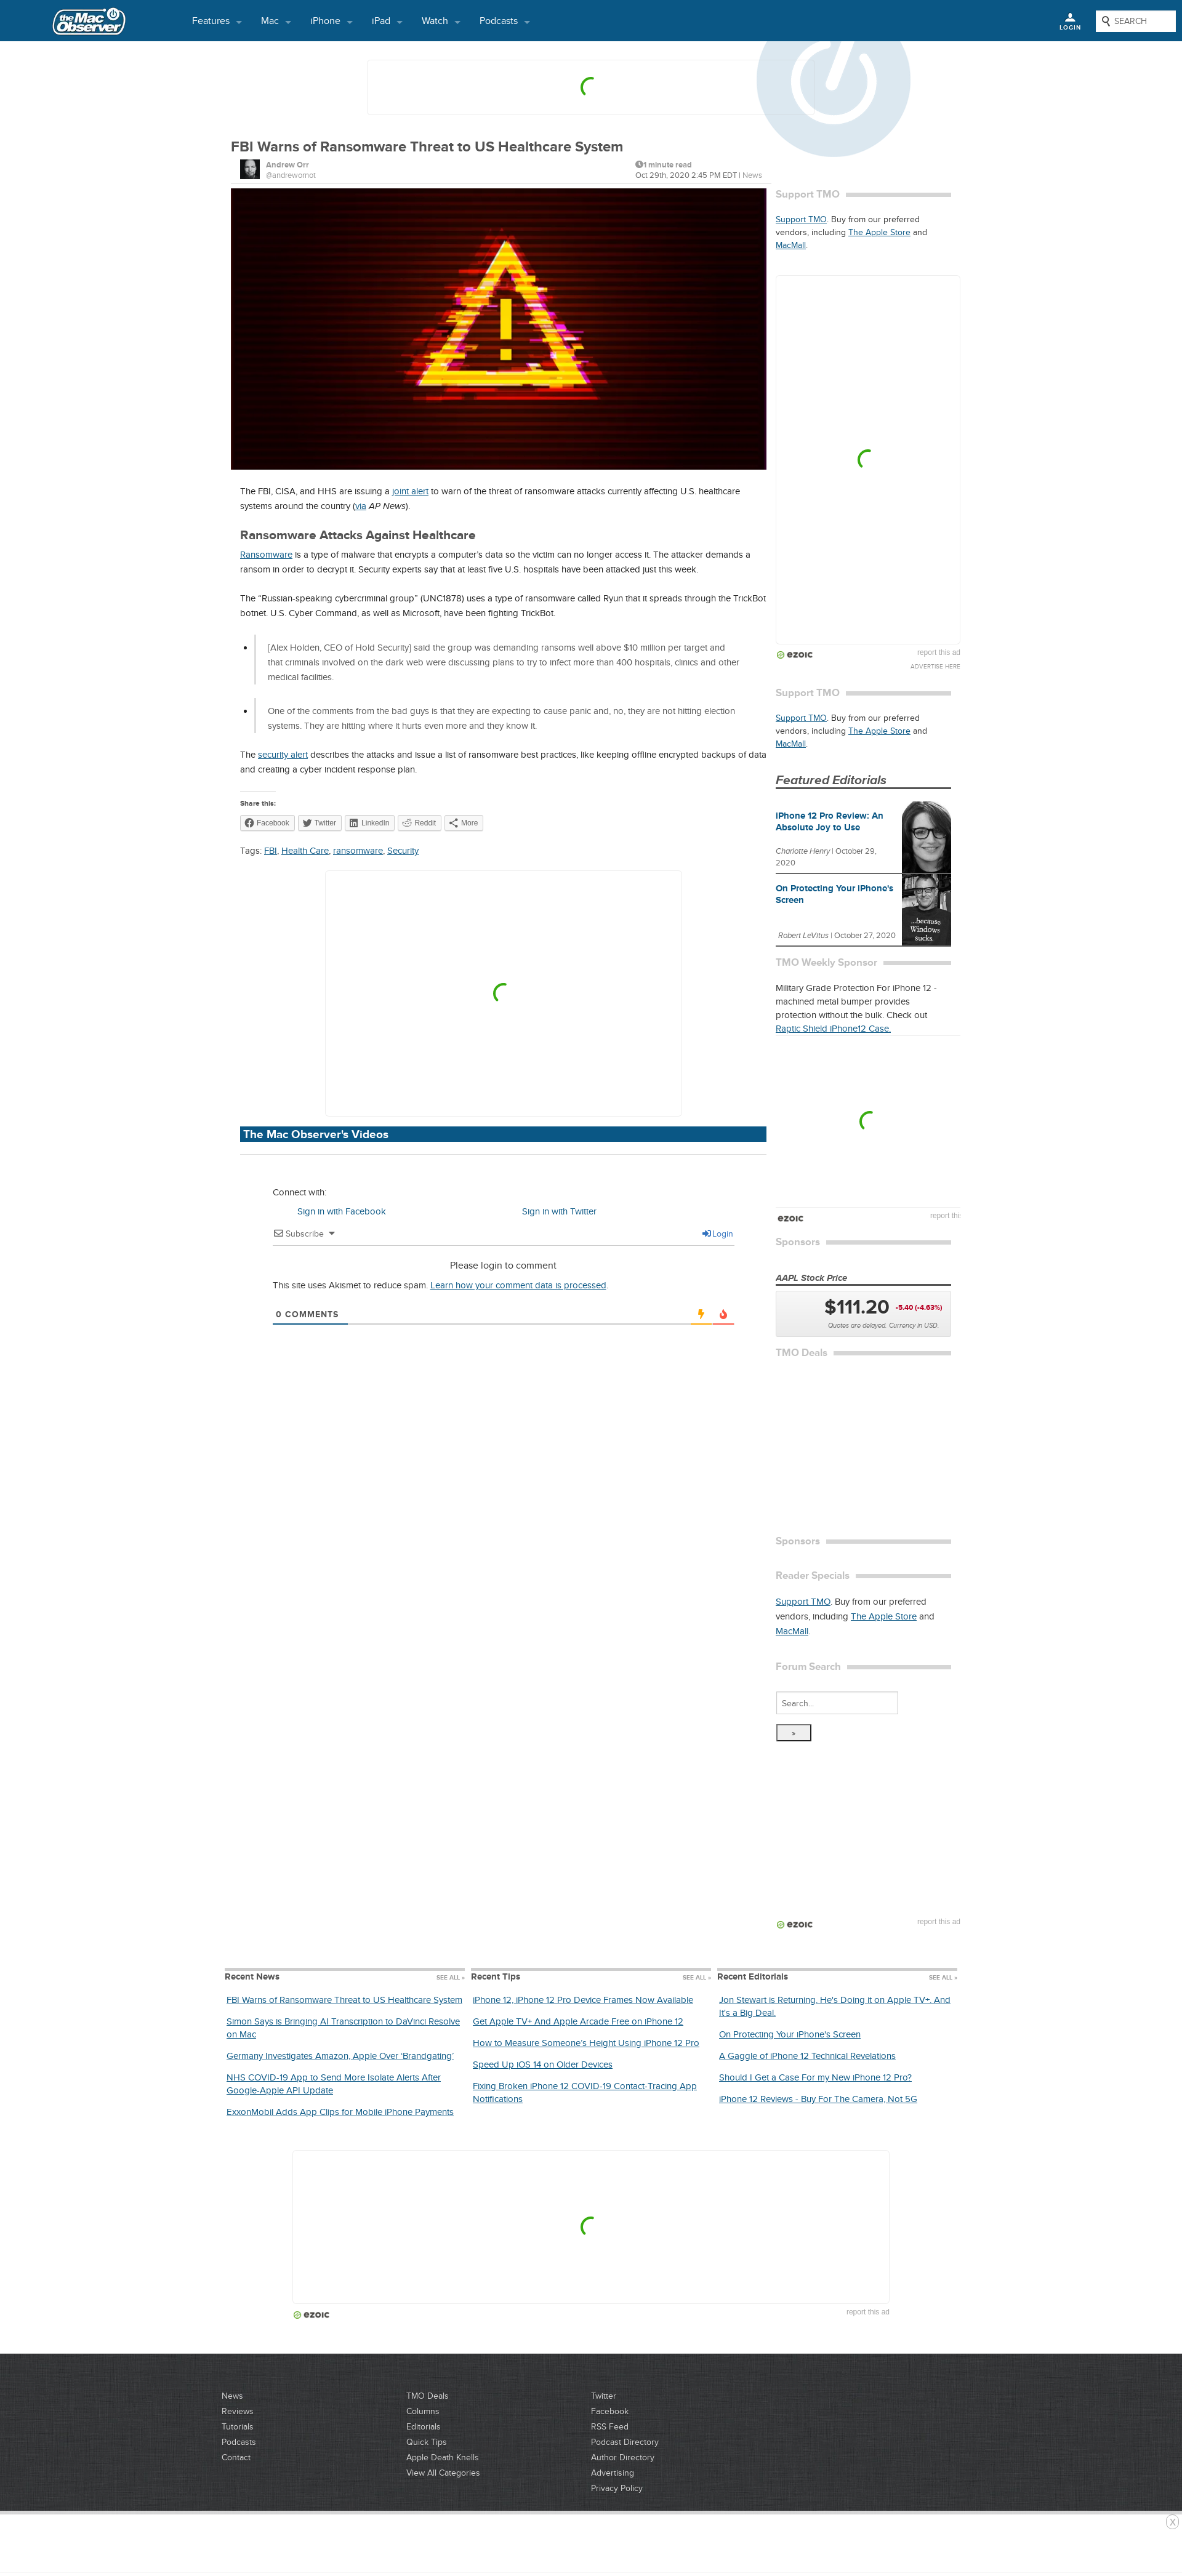 the Mac Observer
Features
Mac
iPhone
iPad
Watch
Podcasts
LOGIN
SEARCH
FBI Warns of Ransomware Threat to US Healthcare System
Andrew Orr
@andrewornot
1 minute read
Oct 29th, 2020 2:45 PM EDT | News
The FBI, CISA, and HHS are issuing a joint alert to warn of the threat of ransomware attacks currently affecting U.S. healthcare
systems around the country (via AP News).
Ransomware Attacks Against Healthcare
Ransomware is a type of malware that encrypts a computer's data so the victim can no longer access it. The attacker demands a
ransom in order to decrypt it. Security experts say that at least five U.S. hospitals have been attacked just this week.
The “Russian-speaking cybercriminal group” (UNC1878) uses a type of ransomware called Ryun that it spreads through the TrickBot
botnet. U.S. Cyber Command, as well as Microsoft, have been fighting TrickBot.
[Alex Holden, CEO of Hold Security] said the group was demanding ransoms well above $10 million per target and
that criminals involved on the dark web were discussing plans to try to infect more than 400 hospitals, clinics and other
medical facilities.
One of the comments from the bad guys is that they are expecting to cause panic and, no, they are not hitting election
systems. They are hitting where it hurts even more and they know it.
The security alert describes the attacks and issue a list of ransomware best practices, like keeping offline encrypted backups of data
and creating a cyber incident response plan.
Share this:
Facebook
Twitter
LinkedIn
Reddit
More
Tags: FBI, Health Care, ransomware, Security
The Mac Observer's Videos
Connect with:
Sign in with Facebook
Sign in with Twitter
Subscribe
Login
Please login to comment
This site uses Akismet to reduce spam. Learn how your comment data is processed.
0 COMMENTS
Support TMO
Support TMO. Buy from our preferred
vendors, including The Apple Store and
MacMall.
ezoic
report this ad
ADVERTISE HERE
Support TMO
Support TMO. Buy from our preferred
vendors, including The Apple Store and
MacMall.
Featured Editorials
iPhone 12 Pro Review: An
Absolute Joy to Use
Charlotte Henry | October 29,
2020
On Protecting Your iPhone's
Screen
Robert LeVitus | October 27, 2020
...because
Windows
sucks.
TMO Weekly Sponsor
Military Grade Protection For iPhone 12 -
machined metal bumper provides
protection without the bulk. Check out
Raptic Shield iPhone12 Case.
ezoic
report thi
Sponsors
AAPL Stock Price
$111.20
-5.40 (-4.63%)
Quotes are delayed. Currency in USD.
TMO Deals
Sponsors
Reader Specials
Support TMO. Buy from our preferred
vendors, including The Apple Store and
MacMall.
Forum Search
Search...
»
ezoic
report this ad
Recent News
SEE ALL »
FBI Warns of Ransomware Threat to US Healthcare System
Simon Says is Bringing AI Transcription to DaVinci Resolve
on Mac
Germany Investigates Amazon, Apple Over 'Brandgating'
NHS COVID-19 App to Send More Isolate Alerts After
Google-Apple API Update
ExxonMobil Adds App Clips for Mobile iPhone Payments
Recent Tips
SEE ALL »
iPhone 12, iPhone 12 Pro Device Frames Now Available
Get Apple TV+ And Apple Arcade Free on iPhone 12
How to Measure Someone's Height Using iPhone 12 Pro
Speed Up iOS 14 on Older Devices
Fixing Broken iPhone 12 COVID-19 Contact-Tracing App
Notifications
Recent Editorials
SEE ALL »
Jon Stewart is Returning. He's Doing it on Apple TV+. And
It's a Big Deal.
On Protecting Your iPhone's Screen
A Gaggle of iPhone 12 Technical Revelations
Should I Get a Case For my New iPhone 12 Pro?
iPhone 12 Reviews - Buy For The Camera, Not 5G
ezoic
report this ad
News
Reviews
Tutorials
Podcasts
Contact
TMO Deals
Columns
Editorials
Quick Tips
Apple Death Knells
View All Categories
Twitter
Facebook
RSS Feed
Podcast Directory
Author Directory
Advertising
Privacy Policy
X